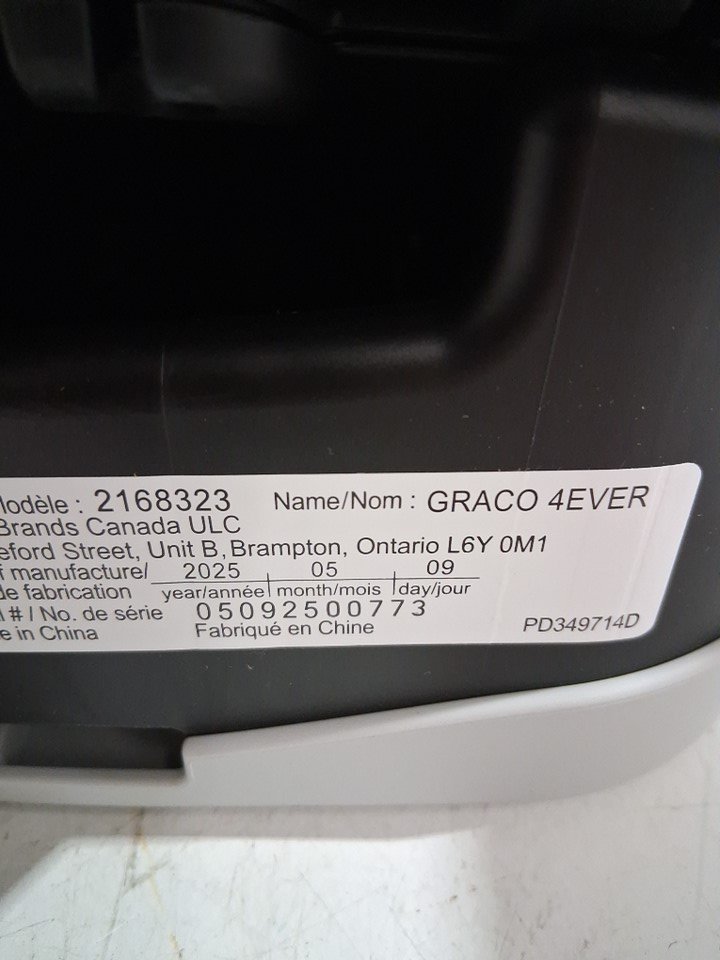 Modèle : 2168323 Name/Nom : GRACO 4EVER
Brands Canada ULC
eford Street, Unit B, Brampton, Ontario L6Y 0M1
f manufacture/ 2025 05 09
de fabrication year/année month/mois day/jour
l # / No. de série 05092500773
e in China Fabriqué en Chine PD349714D